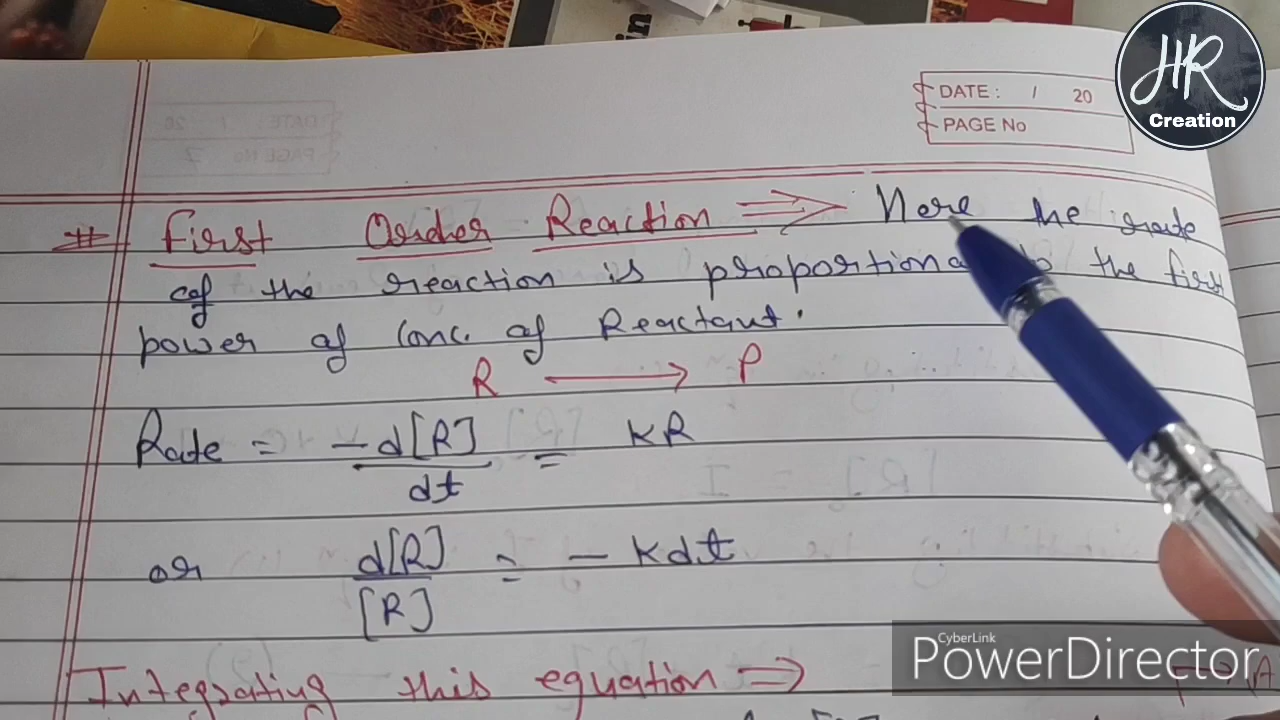 HR
Creation
DATE : / 20
PAGE No
# First Order Reaction ⇒ Here the rate
of the reaction is proportional to the first
power of Conc. of Reactant.
R → P
Rate = -d[R]/dt = KR
or d[R]/[R] = - Kdt
Integrating this equation ⇒
CyberLink
PowerDirector